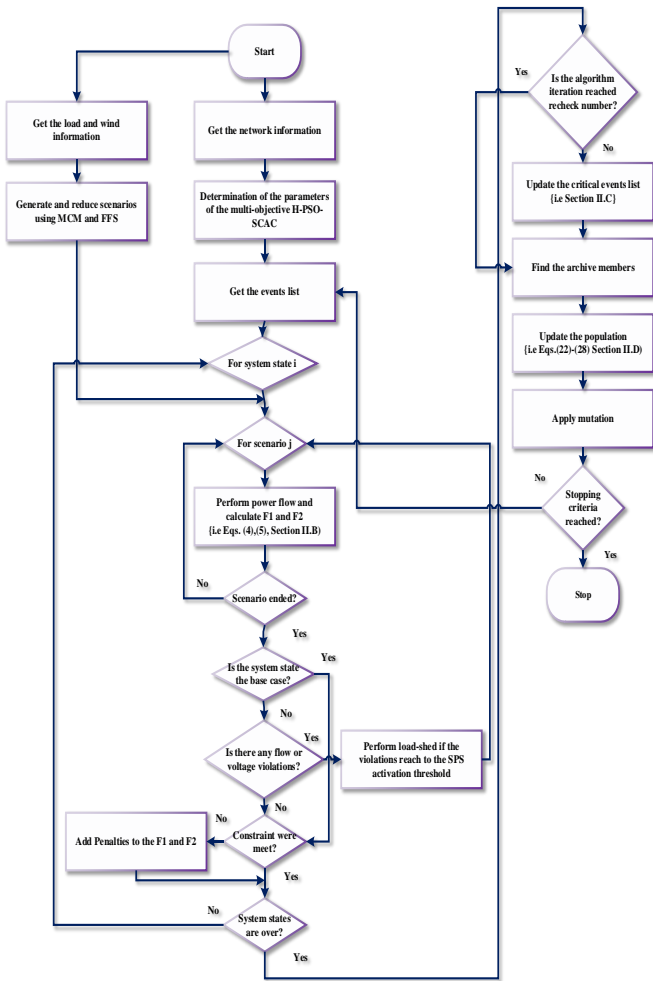 Start
Get the load and wind
information
Generate and reduce scenarios
using MCM and FFS
Get the network information
Determination of the parameters
of the multi-objective H-PSO-
SCAC
Get the events list
For system state i
For scenario j
Perform power flow and
calculate F1 and F2
{i.e Eqs. (4),(5), Section II.B)
No
Scenario ended?
Yes
Is the system state
the base case?
Yes
No
Is there any flow or
voltage violations?
Yes
Perform load-shed if the
violations reach to the SPS
activation threshold
No
Constraint were
meet?
No
Add Penalties to the F1 and F2
Yes
System states
are over?
No
Yes
Is the algorithm
iteration reached
recheck number?
Yes
No
Update the critical events list
{i.e Section II.C}
Find the archive members
Update the population
{i.e Eqs.(22)-(28) Section II.D)
Apply mutation
Stopping
criteria
reached?
No
Yes
Stop